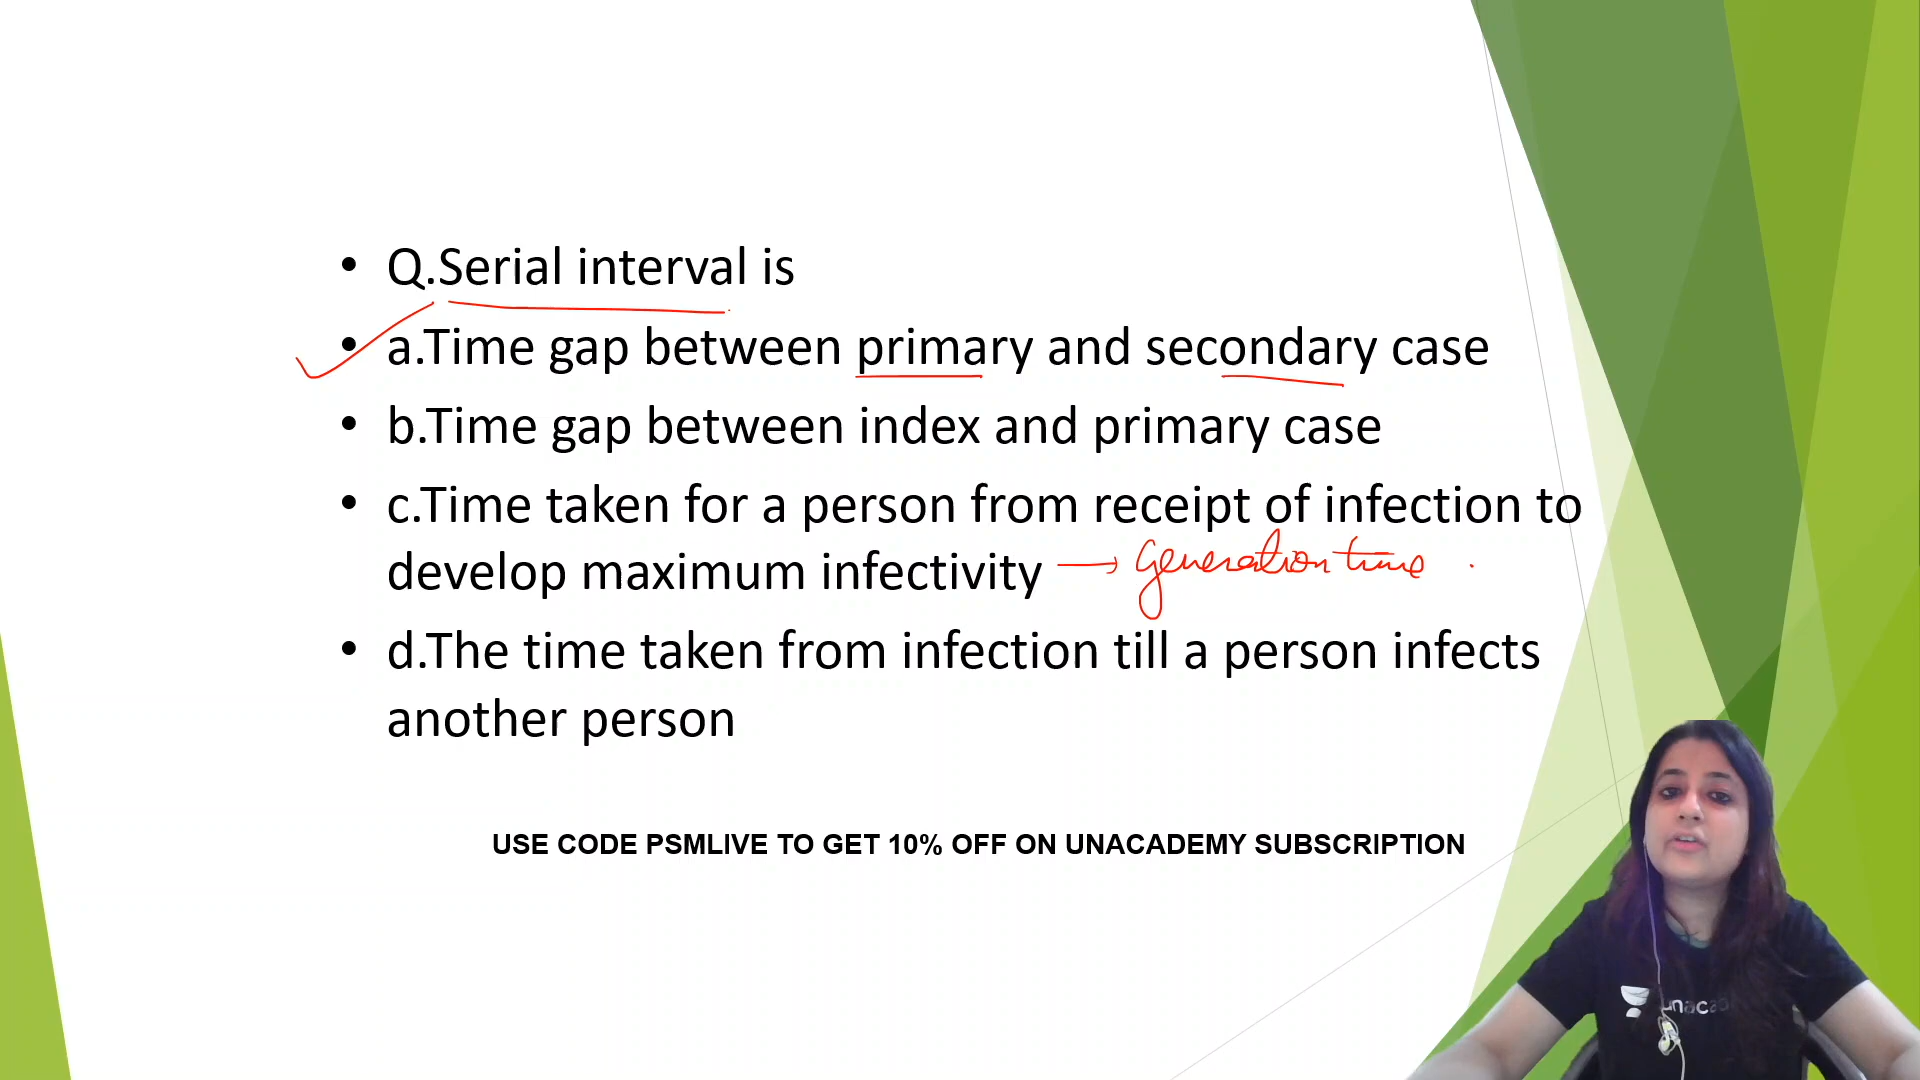 • Q.Serial interval is
• a.Time gap between primary and secondary case
• b.Time gap between index and primary case
• c.Time taken for a person from receipt of infection to
develop maximum infectivity → Generation time
• d.The time taken from infection till a person infects
another person
USE CODE PSMLIVE TO GET 10% OFF ON UNACADEMY SUBSCRIPTION